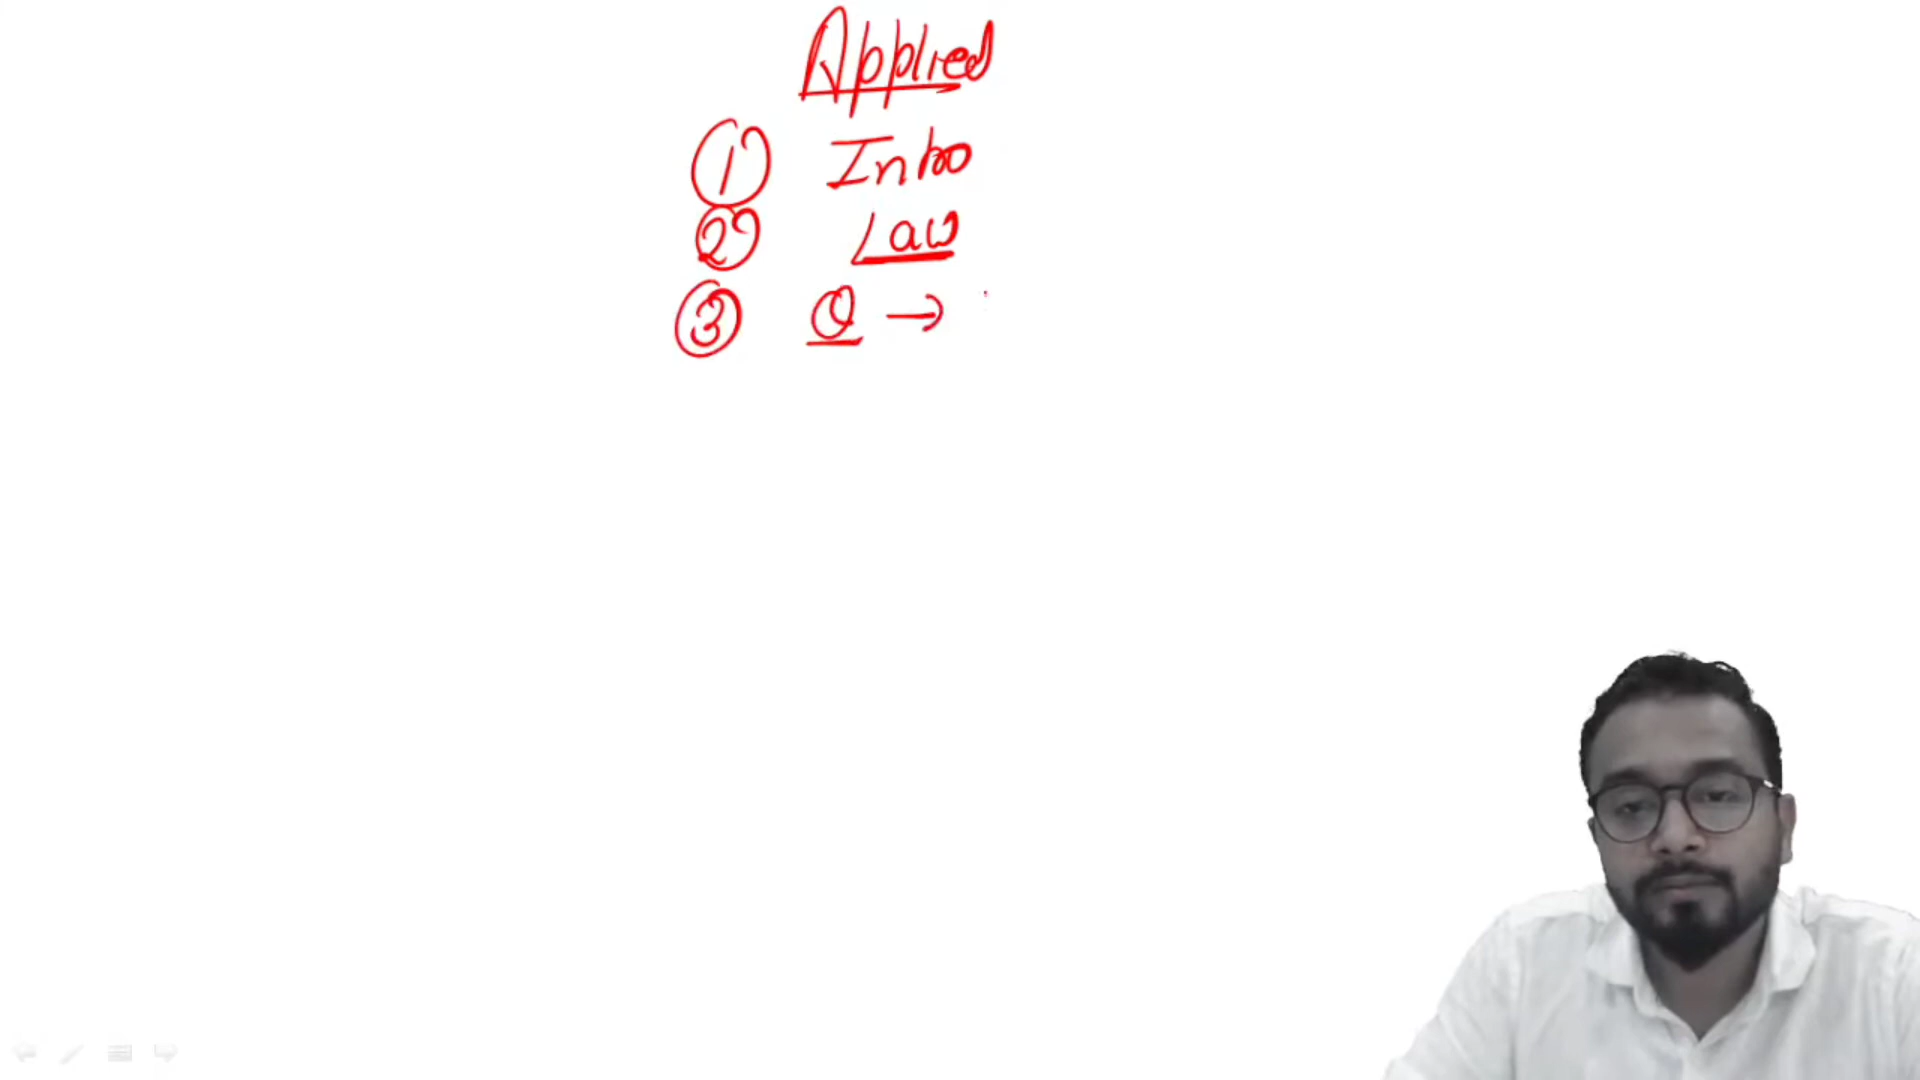 Applied
1 Intro
2 Law
3 Q →